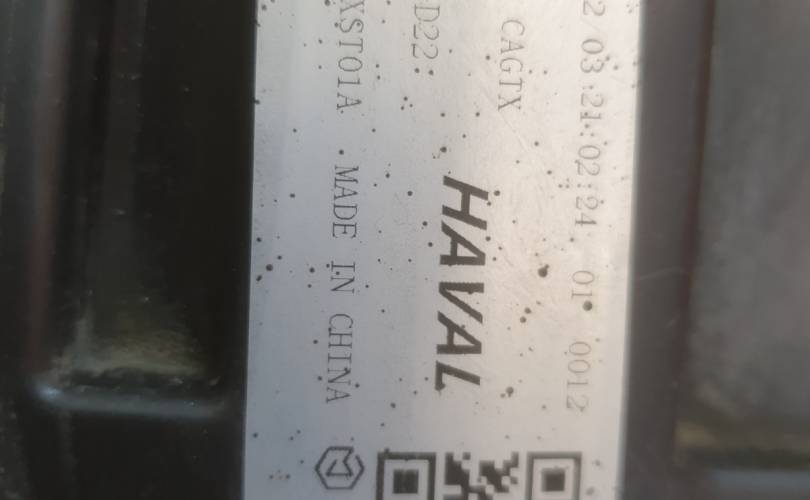 2 03 21:02:24 01 0012
CAGTX
D22:
HAVAL
XST01A MADE IN CHINA